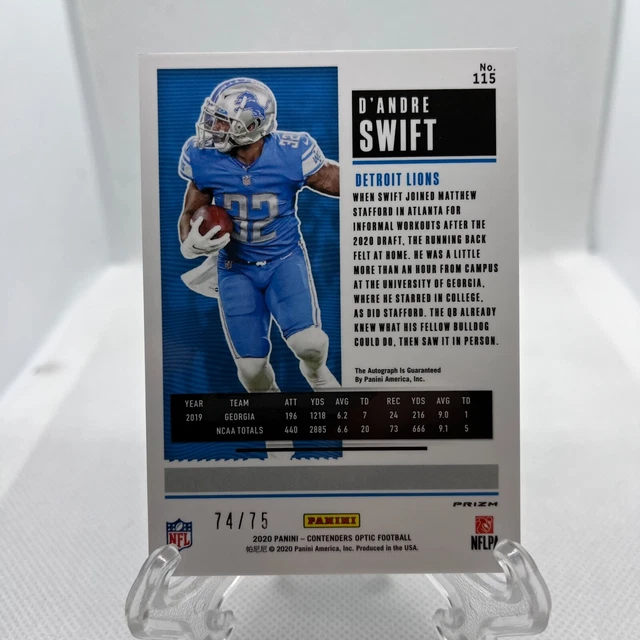 No.
115
D'ANDRE
SWIFT
DETROIT LIONS
WHEN SWIFT JOINED MATTHEW
STAFFORD IN ATLANTA FOR
INFORMAL WORKOUTS AFTER THE
2020 DRAFT, THE RUNNING BACK
FELT AT HOME. HE WAS A LITTLE
MORE THAN AN HOUR FROM CAMPUS
AT THE UNIVERSITY OF GEORGIA,
WHERE HE STARRED IN COLLEGE,
AS DID STAFFORD. THE QB ALREADY
KNEW WHAT HIS FELLOW BULLDOG
COULD DO, THEN SAW IT IN PERSON.
The Autograph Is Guaranteed
By Panini America, Inc.
32
32
YEAR TEAM ATT YDS AVG TD REC YDS AVG TD
2019 GEORGIA 196 1218 6.2 7 24 216 9.0 1
NCAA TOTALS 440 2885 6.6 20 73 666 9.1 5
PRIZM
74/75
PANINI
NFL
NFLPA
2020 PANINI – CONTENDERS OPTIC FOOTBALL
帕尼尼 © 2020 Panini America, Inc. Produced in the USA.